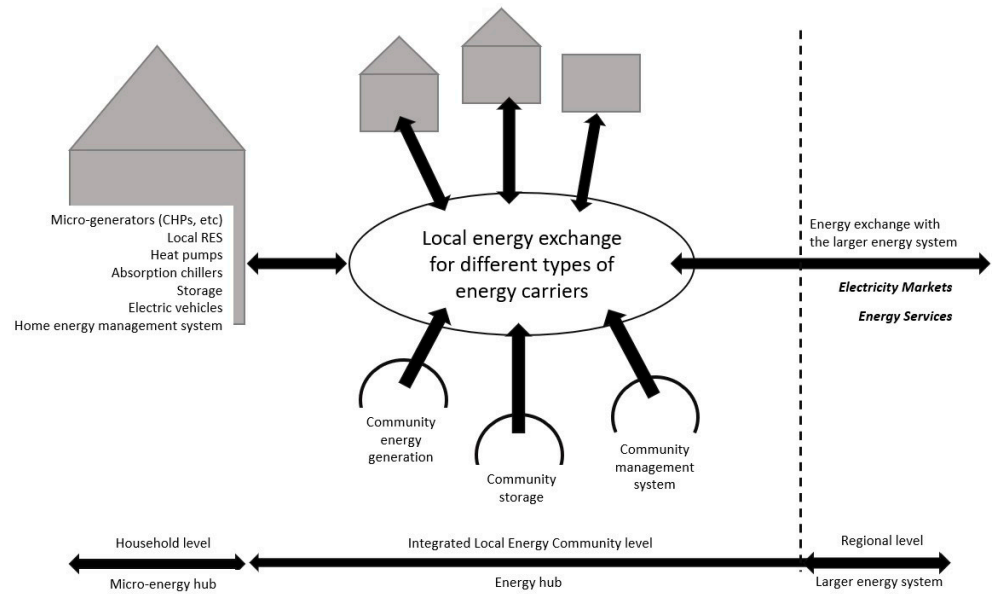 Micro-generators (CHPs, etc)
Local RES
Heat pumps
Absorption chillers
Storage
Electric vehicles
Home energy management system
Local energy exchange
for different types of
energy carriers
Energy exchange with
the larger energy system
Electricity Markets
Energy Services
Community
energy
generation
Community
storage
Community
management
system
Household level
Micro-energy hub
Integrated Local Energy Community level
Energy hub
Regional level
Larger energy system